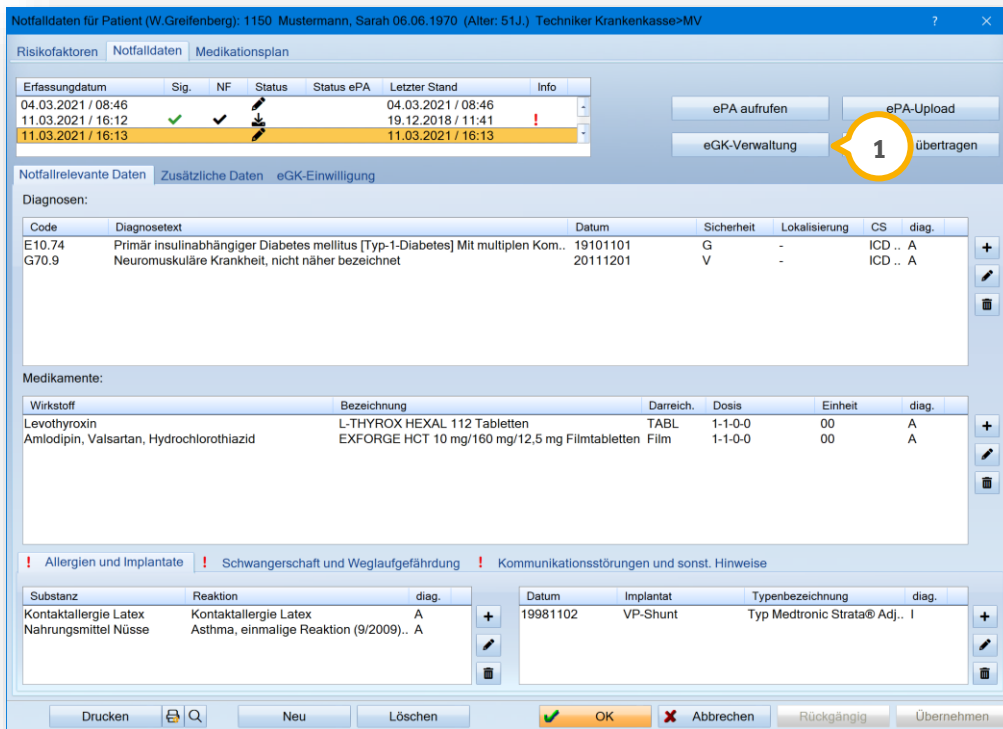 Notfalldaten für Patient (W.Greifenberg): 1150 Mustermann, Sarah 06.06.1970 (Alter: 51J.) Techniker Krankenkasse>MV ? ×
Risikofaktoren Notfalldaten Medikationsplan
Erfassungdatum Sig. NF Status Status ePA Letzter Stand Info
04.03.2021 / 08:46 04.03.2021 / 08:46
11.03.2021 / 16:12 19.12.2018 / 11:41 !
11.03.2021 / 16:13 11.03.2021 / 16:13
ePA aufrufen ePA-Upload
eGK-Verwaltung 1 übertragen
Notfallrelevante Daten Zusätzliche Daten eGK-Einwilligung
Diagnosen:
Code Diagnosetext Datum Sicherheit Lokalisierung CS diag.
E10.74 Primär insulinabhängiger Diabetes mellitus [Typ-1-Diabetes] Mit multiplen Kom.. 19101101 G - ICD .. A
G70.9 Neuromuskuläre Krankheit, nicht näher bezeichnet 20111201 V - ICD .. A
Medikamente:
Wirkstoff Bezeichnung Darreich. Dosis Einheit diag.
Levothyroxin L-THYROX HEXAL 112 Tabletten TABL 1-1-0-0 00 A
Amlodipin, Valsartan, Hydrochlorothiazid EXFORGE HCT 10 mg/160 mg/12,5 mg Filmtabletten Film 1-1-0-0 00 A
! Allergien und Implantate ! Schwangerschaft und Weglaufgefährdung ! Kommunikationsstörungen und sonst. Hinweise
Substanz Reaktion diag.
Kontaktallergie Latex Kontaktallergie Latex A
Nahrungsmittel Nüsse Asthma, einmalige Reaktion (9/2009).. A
Datum Implantat Typenbezeichnung diag.
19981102 VP-Shunt Typ Medtronic Strata® Adj.. I
Drucken Neu Löschen OK Abbrechen Rückgängig Übernehmen